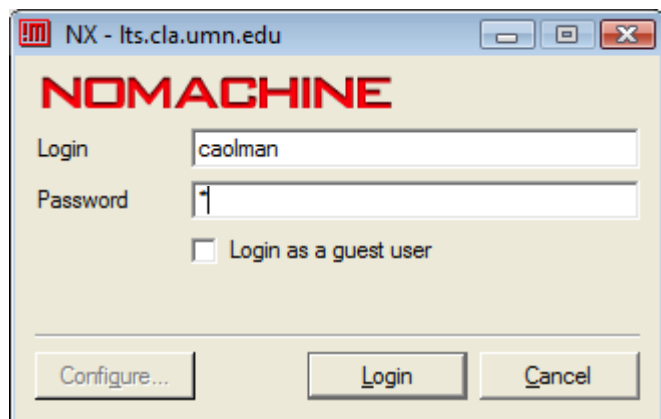 !M NX - lts.cla.umn.edu
NOMACHINE
Login caolman
Password *
Login as a guest user
Configure... Login Cancel